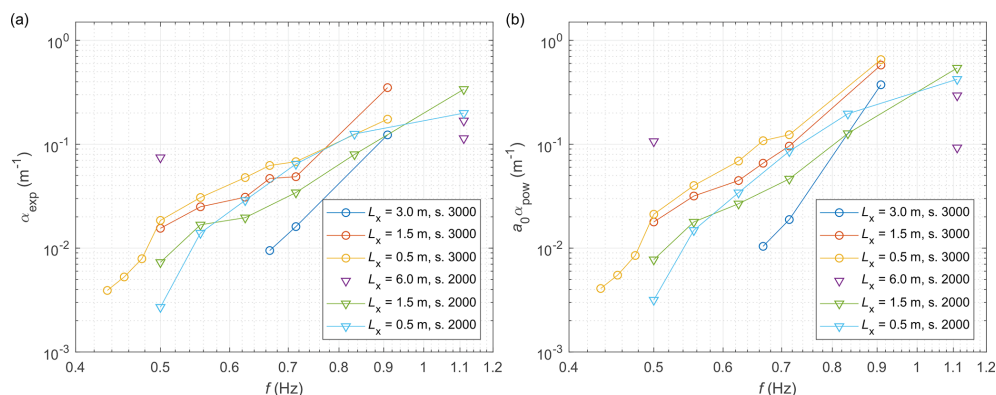 (a)
10⁰
10⁻¹
10⁻²
10⁻³
α_exp (m⁻¹)
0.4 0.5 0.6 0.7 0.8 0.9 1 1.1 1.2
f (Hz)
L_x = 3.0 m, s. 3000
L_x = 1.5 m, s. 3000
L_x = 0.5 m, s. 3000
L_x = 6.0 m, s. 2000
L_x = 1.5 m, s. 2000
L_x = 0.5 m, s. 2000
(b)
10⁰
10⁻¹
10⁻²
10⁻³
a₀ α_pow (m⁻¹)
0.4 0.5 0.6 0.7 0.8 0.9 1 1.1 1.2
f (Hz)
L_x = 3.0 m, s. 3000
L_x = 1.5 m, s. 3000
L_x = 0.5 m, s. 3000
L_x = 6.0 m, s. 2000
L_x = 1.5 m, s. 2000
L_x = 0.5 m, s. 2000